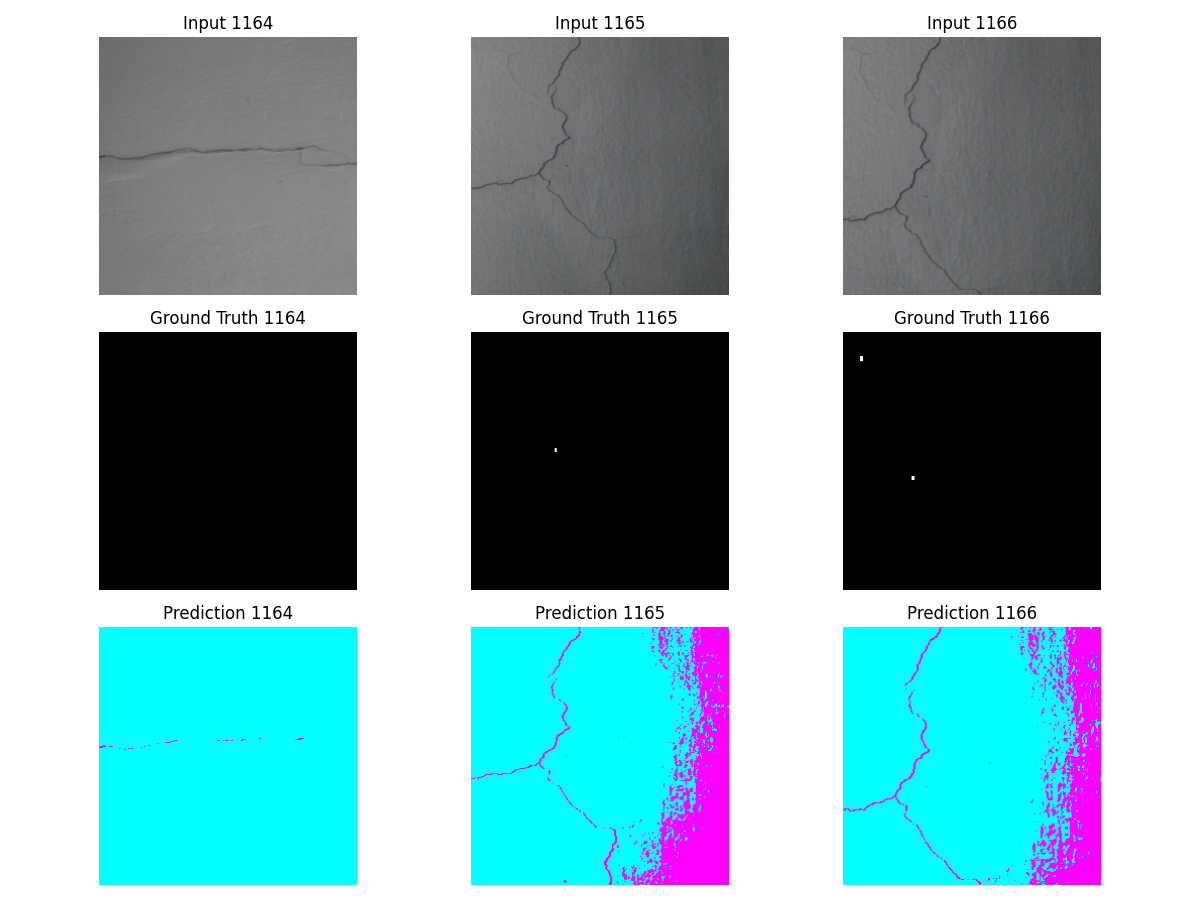 Input 1164
Input 1165
Input 1166
Ground Truth 1164
Ground Truth 1165
Ground Truth 1166
Prediction 1164
Prediction 1165
Prediction 1166